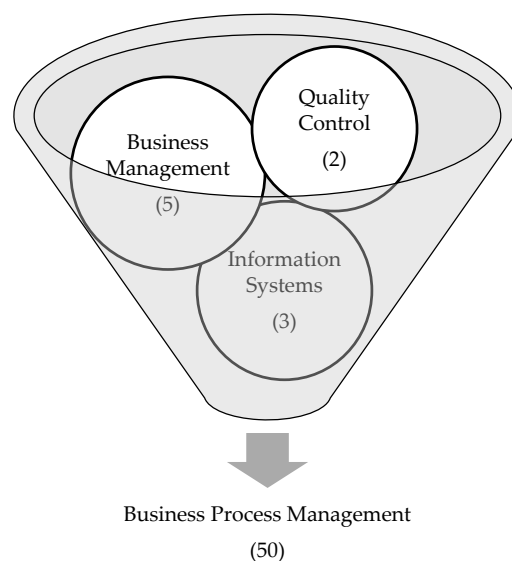 Quality
Control
(2)
Business
Management
(5)
Information
Systems
(3)
Business Process Management
(50)